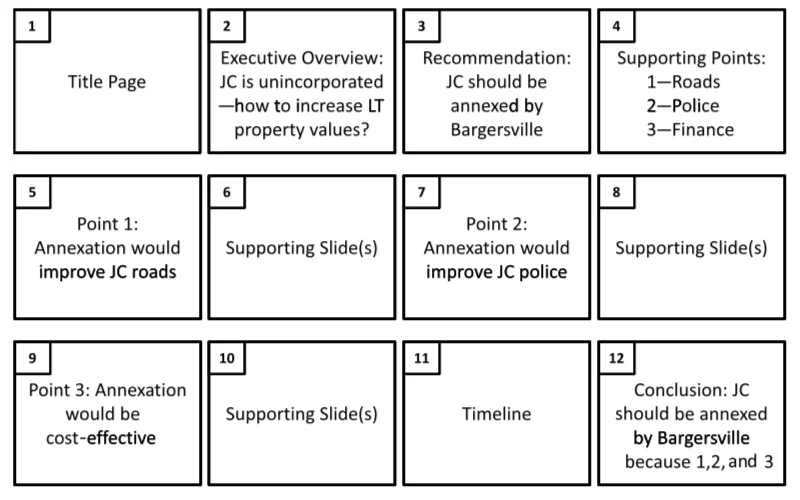 1
Title Page
2
Executive Overview:
JC is unincorporated
—how to increase LT
property values?
3
Recommendation:
JC should be
annexed by
Bargersville
4
Supporting Points:
1—Roads
2—Police
3—Finance
5
Point 1:
Annexation would
improve JC roads
6
Supporting Slide(s)
7
Point 2:
Annexation would
improve JC police
8
Supporting Slide(s)
9
Point 3: Annexation
would be
cost-effective
10
Supporting Slide(s)
11
Timeline
12
Conclusion: JC
should be annexed
by Bargersville
because 1,2, and 3